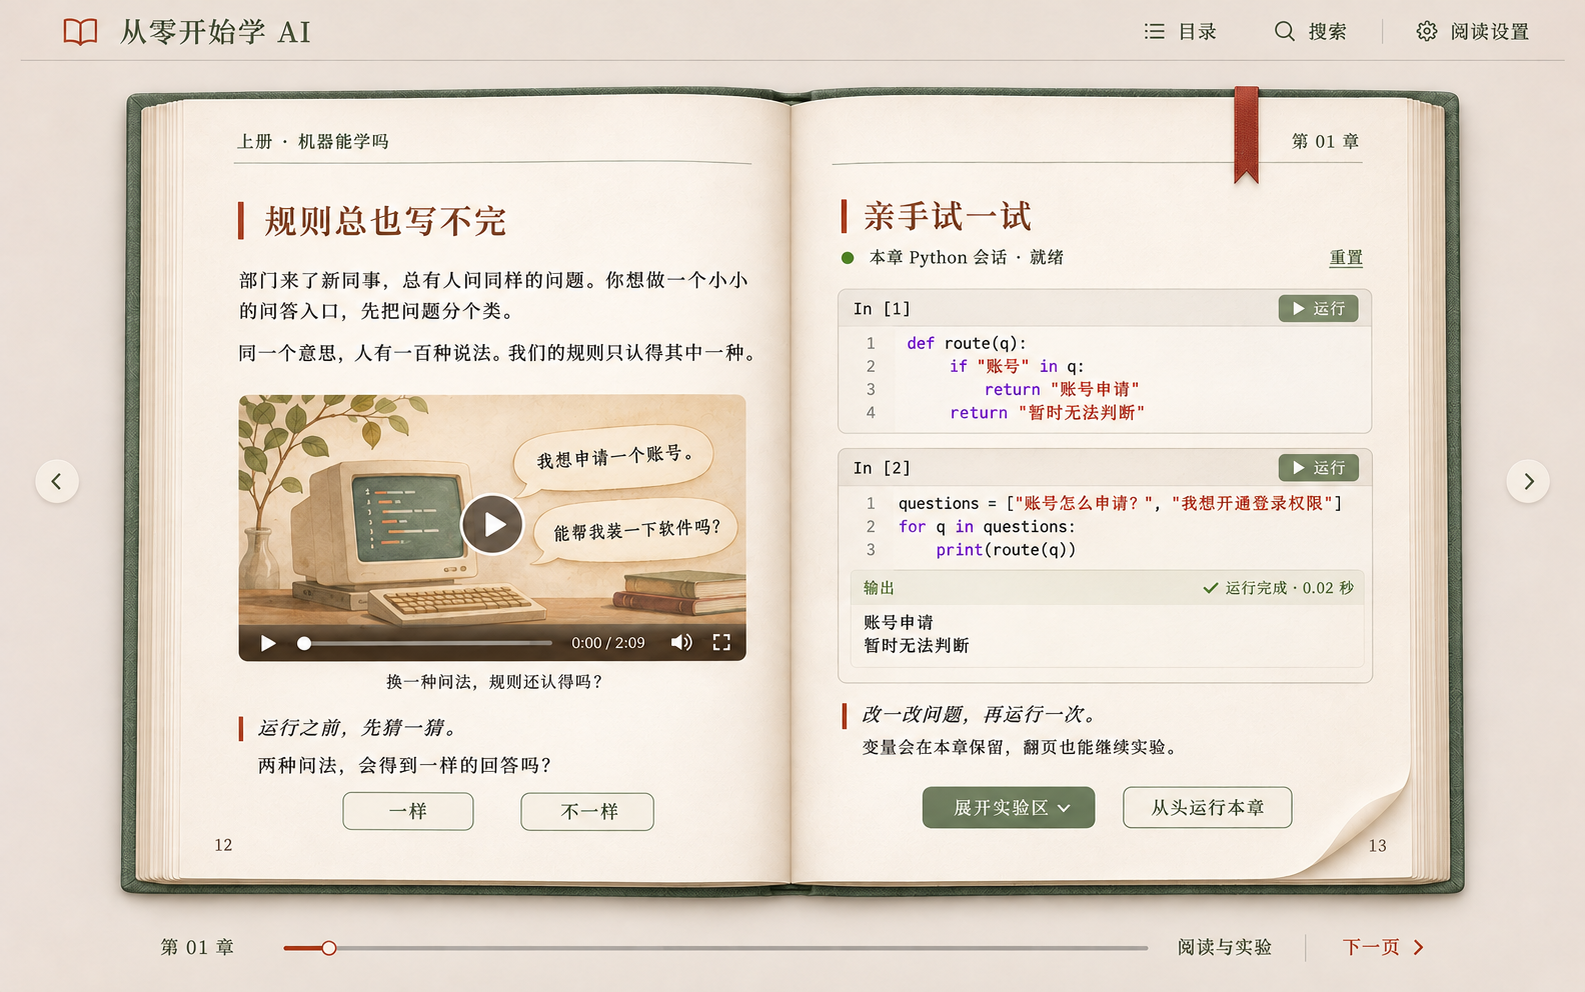 从零开始学 AI
目录
搜索
阅读设置
上册 · 机器能学吗
规则总也写不完
部门来了新同事，总有人问同样的问题。你想做一个小小
的问答入口，先把问题分个类。
同一个意思，人有一百种说法。我们的规则只认得其中一种。
我想申请一个账号。
能帮我装一下软件吗？
0:00 / 2:09
换一种问法，规则还认得吗？
运行之前，先猜一猜。
两种问法，会得到一样的回答吗？
一样
不一样
12
第 01 章
亲手试一试
本章 Python 会话 · 就绪
重置
In [1]
运行
1 def route(q):
2 if "账号" in q:
3 return "账号申请"
4 return "暂时无法判断"
In [2]
运行
1 questions = ["账号怎么申请？", "我想开通登录权限"]
2 for q in questions:
3 print(route(q))
输出
运行完成 · 0.02 秒
账号申请
暂时无法判断
改一改问题，再运行一次。
变量会在本章保留，翻页也能继续实验。
展开实验区
从头运行本章
13
第 01 章
阅读与实验
下一页